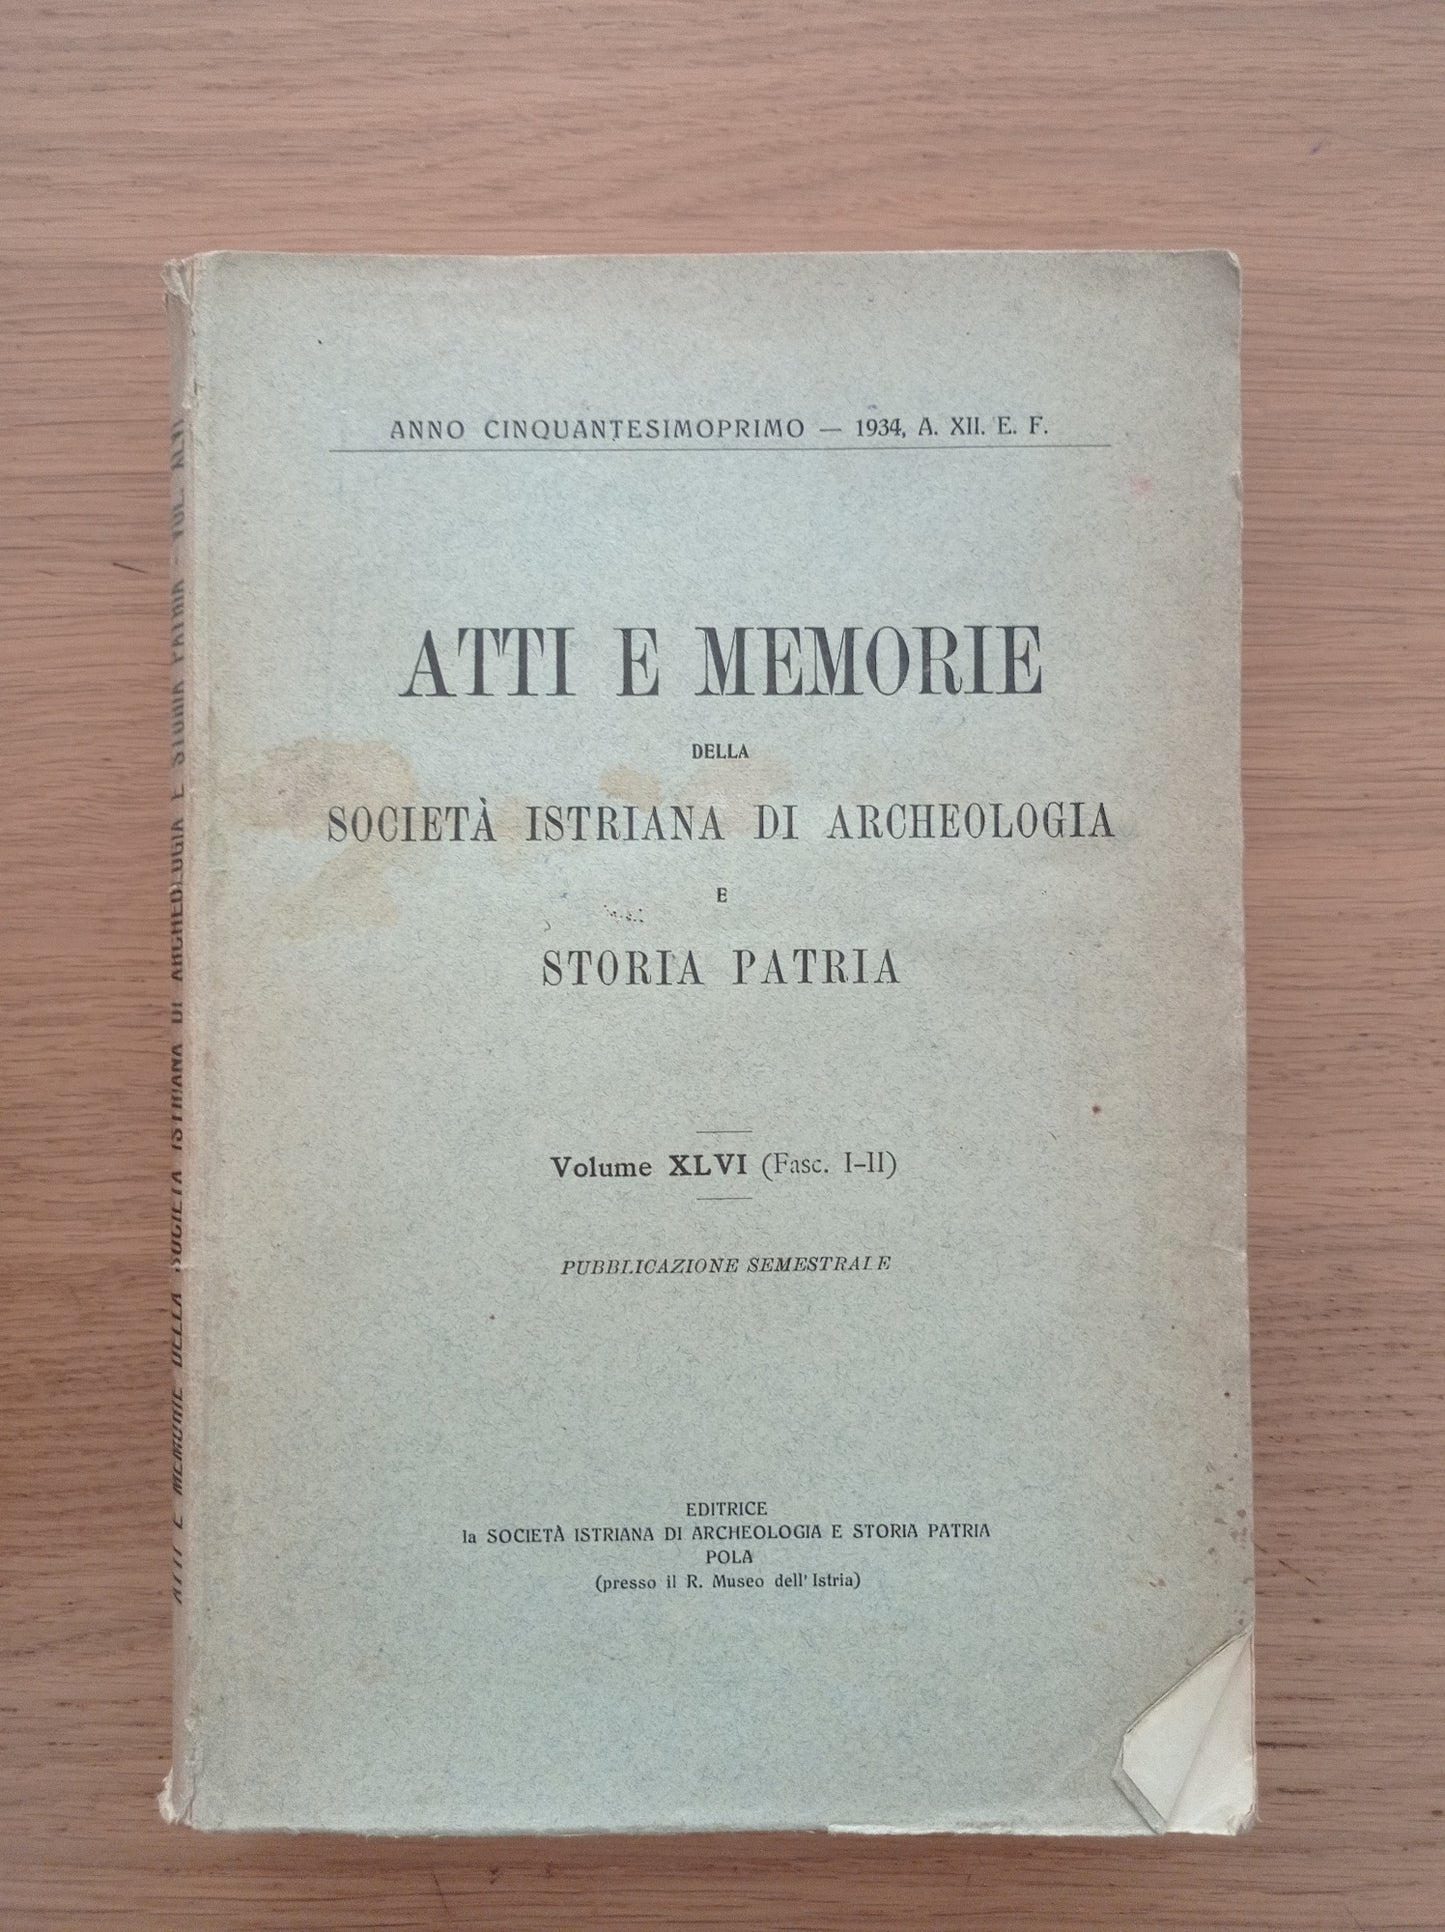 ANNO CINQUANTESIMOPRIMO — 1934, A. XII. E. F.
ATTI E MEMORIE
DELLA
SOCIETÀ ISTRIANA DI ARCHEOLOGIA
E
STORIA PATRIA
Volume XLVI (Fasc. I-II)
PUBBLICAZIONE SEMESTRALE
EDITRICE
la SOCIETÀ ISTRIANA DI ARCHEOLOGIA E STORIA PATRIA
POLA
(presso il R. Museo dell' Istria)
ATTI E MEMORIE DELLA SOCIETÀ ISTRIANA DI ARCHEOLOGIA E STORIA PATRIA - VOL. XLVI